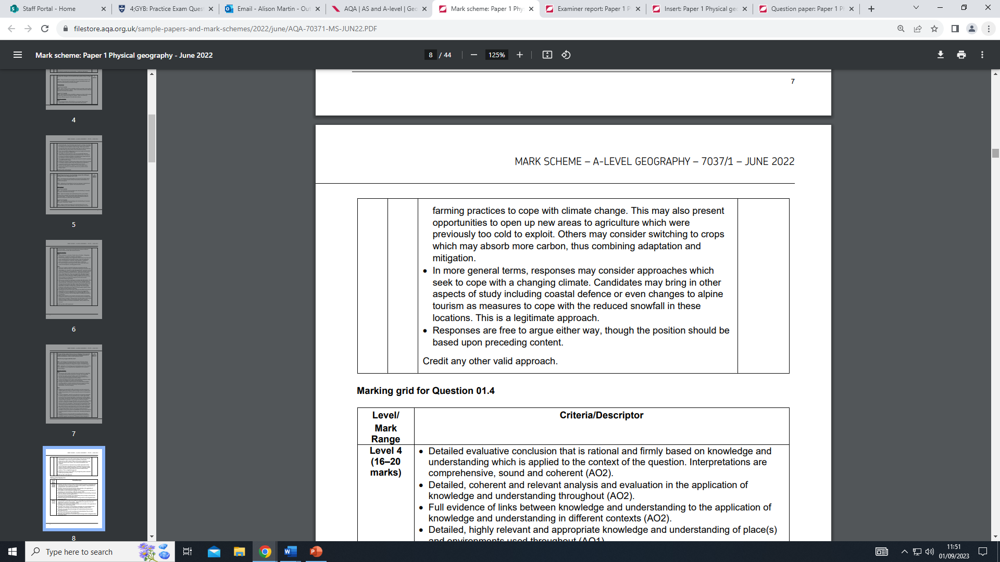 Staff Portal - Home
4;GYB: Practice Exam Quest
Email - Alison Martin - Out
AQA | AS and A-level | Geo
Mark scheme: Paper 1 Phy
Examiner report: Paper 1 P
Insert: Paper 1 Physical geo
Question paper: Paper 1 Ph
filestore.aqa.org.uk/sample-papers-and-mark-schemes/2022/june/AQA-70371-MS-JUN22.PDF
Mark scheme: Paper 1 Physical geography - June 2022
8 / 44
125%
4
5
6
7
8
7
MARK SCHEME – A-LEVEL GEOGRAPHY – 7037/1 – JUNE 2022
farming practices to cope with climate change. This may also present
opportunities to open up new areas to agriculture which were
previously too cold to exploit. Others may consider switching to crops
which may absorb more carbon, thus combining adaptation and
mitigation.
• In more general terms, responses may consider approaches which
seek to cope with a changing climate. Candidates may bring in other
aspects of study including coastal defence or even changes to alpine
tourism as measures to cope with the reduced snowfall in these
locations. This is a legitimate approach.
• Responses are free to argue either way, though the position should be
based upon preceding content.
Credit any other valid approach.
Marking grid for Question 01.4
Level/
Mark
Range
Criteria/Descriptor
Level 4
(16–20
marks)
• Detailed evaluative conclusion that is rational and firmly based on knowledge and
understanding which is applied to the context of the question. Interpretations are
comprehensive, sound and coherent (AO2).
• Detailed, coherent and relevant analysis and evaluation in the application of
knowledge and understanding throughout (AO2).
• Full evidence of links between knowledge and understanding to the application of
knowledge and understanding in different contexts (AO2).
• Detailed, highly relevant and appropriate knowledge and understanding of place(s)
and environments used throughout (AO1).
Type here to search
11:51
01/09/2023